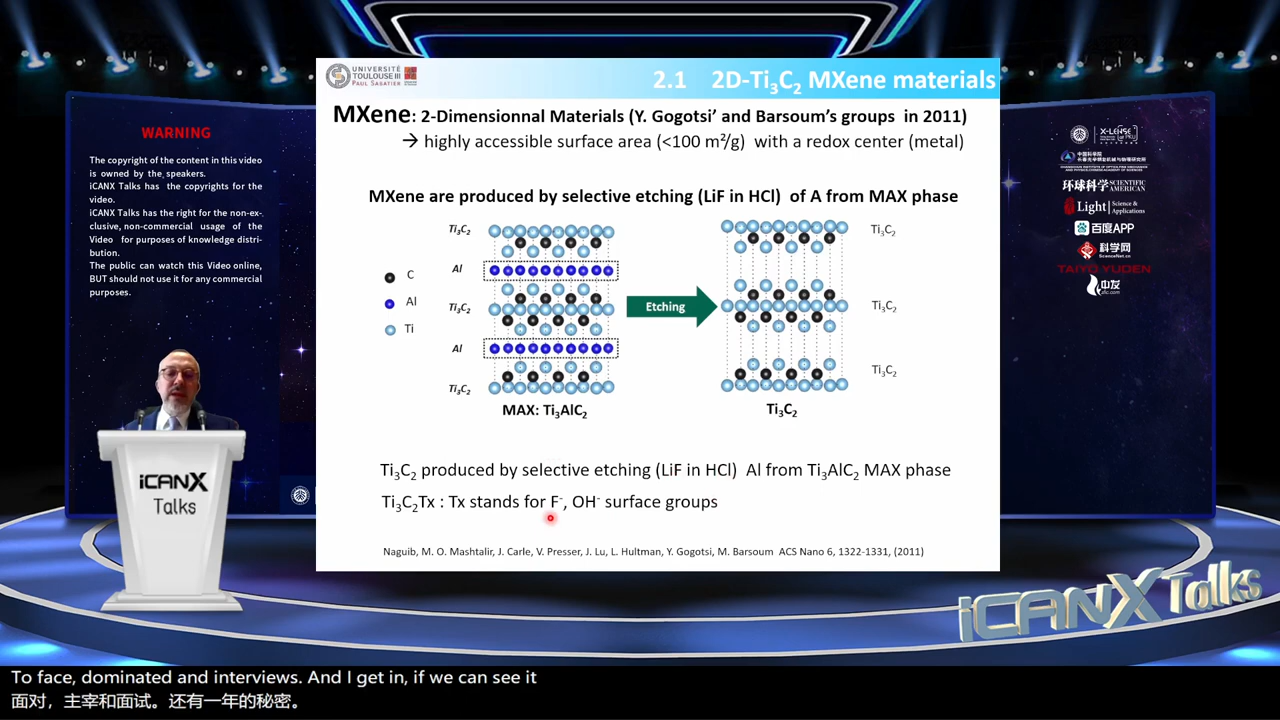 UNIVERSITÉ
TOULOUSE III
PAUL SABATIER
2.1 2D-Ti3C2 MXene materials
MXene: 2-Dimensionnal Materials (Y. Gogotsi' and Barsoum's groups in 2011)
→ highly accessible surface area (<100 m²/g) with a redox center (metal)
MXene are produced by selective etching (LiF in HCl) of A from MAX phase
Ti3C2
Al
Ti3C2
Al
Ti3C2
C
Al
Ti
MAX: Ti3AlC2
Etching
Ti3C2
Ti3C2
Ti3C2
Ti3C2
Ti3C2 produced by selective etching (LiF in HCl) Al from Ti3AlC2 MAX phase
Ti3C2Tx : Tx stands for F-, OH- surface groups
Naguib, M. O. Mashtalir, J. Carle, V. Presser, J. Lu, L. Hultman, Y. Gogotsi, M. Barsoum ACS Nano 6, 1322-1331, (2011)
WARNING
The copyright of the content in this video
is owned by the speakers.
iCANX Talks has the copyrights for the
video.
iCANX Talks has the right for the non-ex-
clusive, non-commercial usage of the
Video for purposes of knowledge distri-
bution.
The public can watch this Video online,
BUT should not use it for any commercial
purposes.
X-LENSE
环球科学 SCIENTIFIC AMERICAN
Light Science & Applications
百度APP
科学网
ScienceNet.cn
TAIYO YUDEN
iCANX
Talks
iCANX Talks
To face, dominated and interviews. And I get in, if we can see it
面对，主宰和面试。还有一年的秘密。